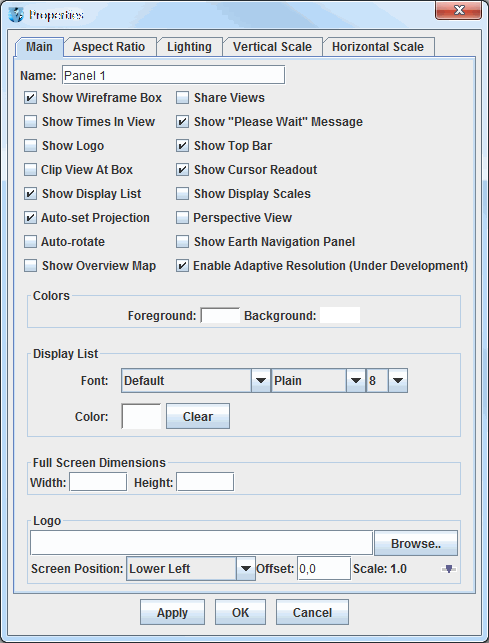 Properties
Main Aspect Ratio Lighting Vertical Scale Horizontal Scale
Name: Panel 1
Show Wireframe Box Share Views
Show Times In View Show "Please Wait" Message
Show Logo Show Top Bar
Clip View At Box Show Cursor Readout
Show Display List Show Display Scales
Auto-set Projection Perspective View
Auto-rotate Show Earth Navigation Panel
Show Overview Map Enable Adaptive Resolution (Under Development)
Colors
Foreground: Background:
Display List
Font: Default Plain 8
Color: Clear
Full Screen Dimensions
Width: Height:
Logo
Browse..
Screen Position: Lower Left Offset: 0,0 Scale: 1.0
Apply OK Cancel